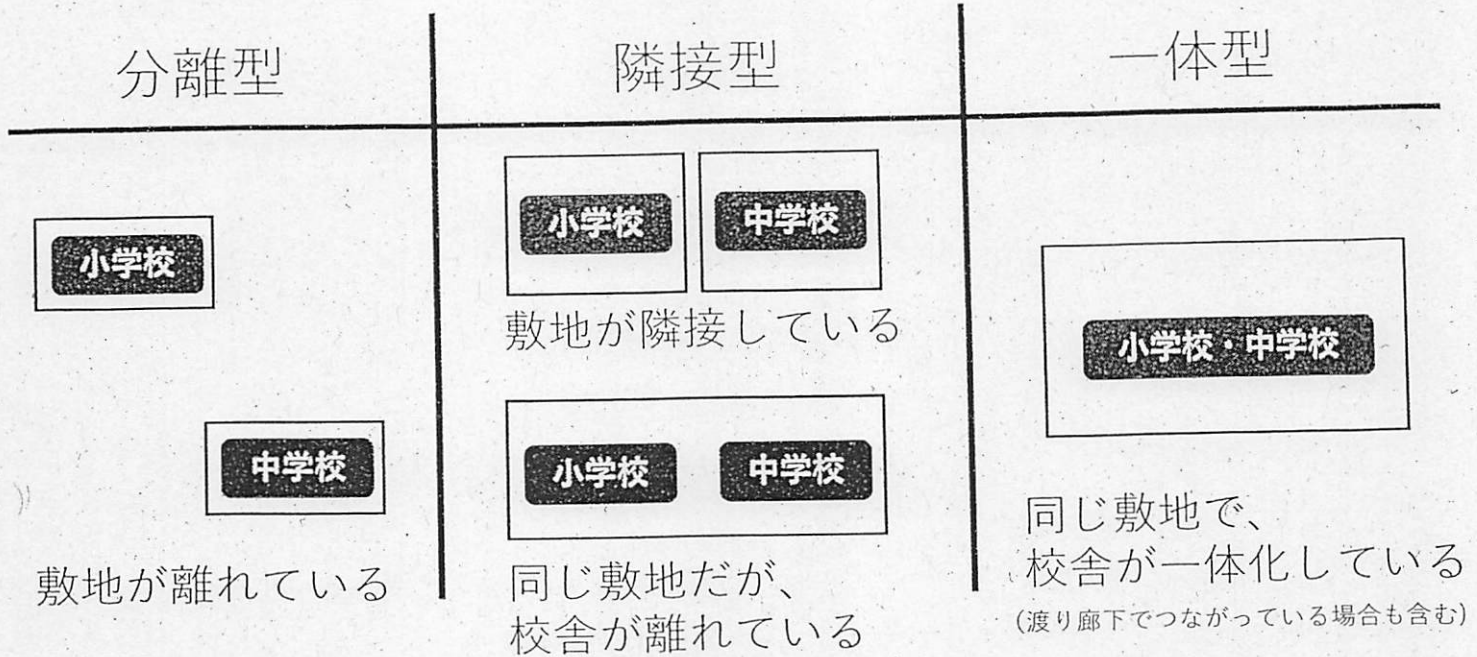 分離型
隣接型
一体型
小学校
中学校
敷地が離れている
小学校
中学校
敷地が隣接している
小学校
中学校
同じ敷地だが、
校舎が離れている
小学校・中学校
同じ敷地で、
校舎が一体化している
(渡り廊下でつながっている場合も含む)